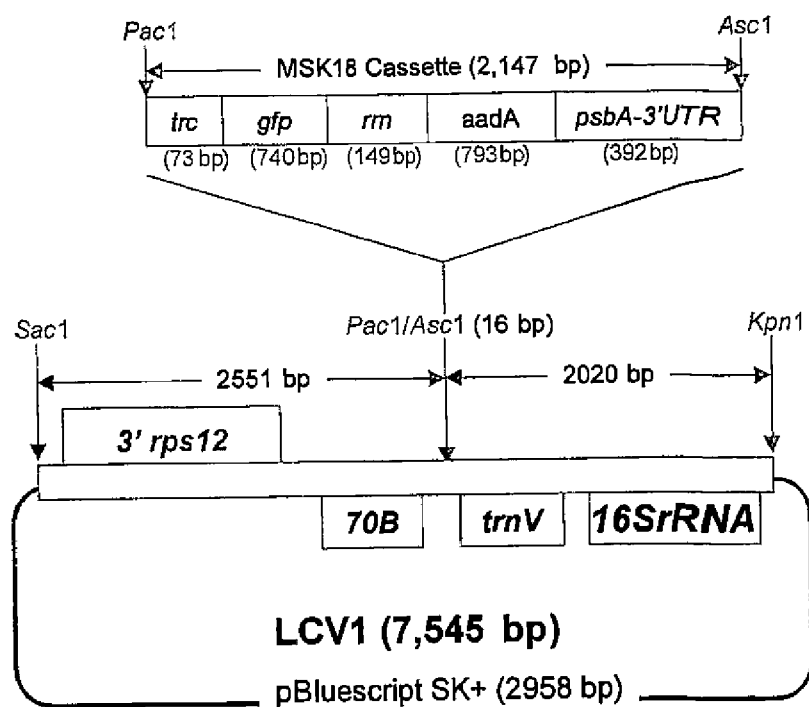 Pac1 Asc1
MSK18 Cassette (2,147 bp)
trc gfp rrn aadA psbA-3'UTR
(73 bp) (740bp) (149bp) (793bp) (392 bp)
Sac1 Pac1/Asc1 (16 bp) Kpn1
2551 bp 2020 bp
3' rps12
70B trnV 16SrRNA
LCV1 (7,545 bp)
pBluescript SK+ (2958 bp)